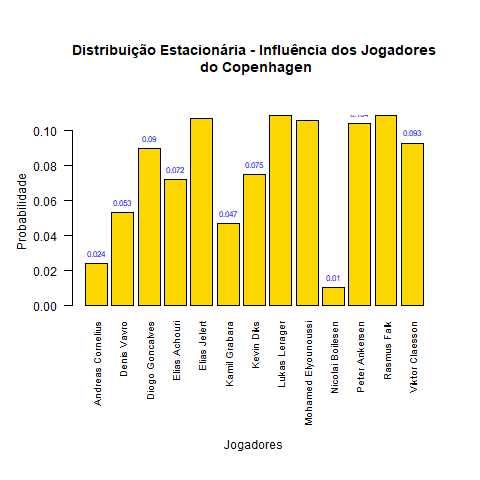 Distribuição Estacionária - Influência dos Jogadores
do Copenhagen
Probabilidade
0.10
0.08
0.06
0.04
0.02
0.00
0.024
0.053
0.09
0.072
0.047
0.075
0.01
0.104
0.093
Andreas Cornelius
Denis Vavro
Diogo Goncalves
Elias Achouri
Elias Jelert
Kamil Grabara
Kevin Diks
Lukas Lerager
Mohamed Elyounoussi
Nicolai Boilesen
Peter Ankersen
Rasmus Falk
Viktor Claesson
Jogadores